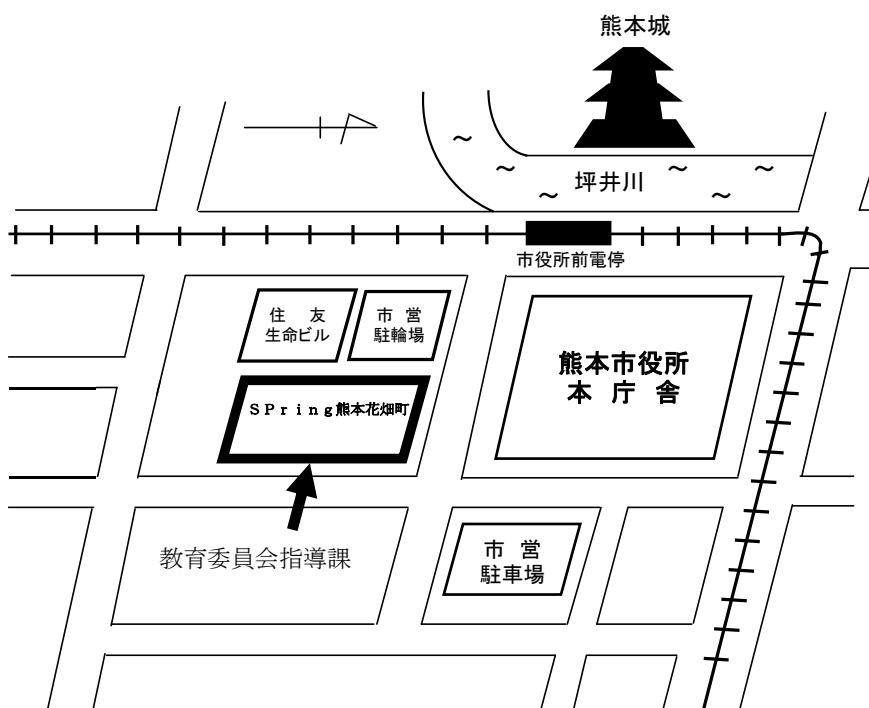 熊本城
坪井川
市役所前電停
住　友
生命ビル
市　営
駐輪場
熊本市役所
本　庁　舎
ＳＰｒｉｎｇ熊本花畑町
教育委員会指導課
市　営
駐車場